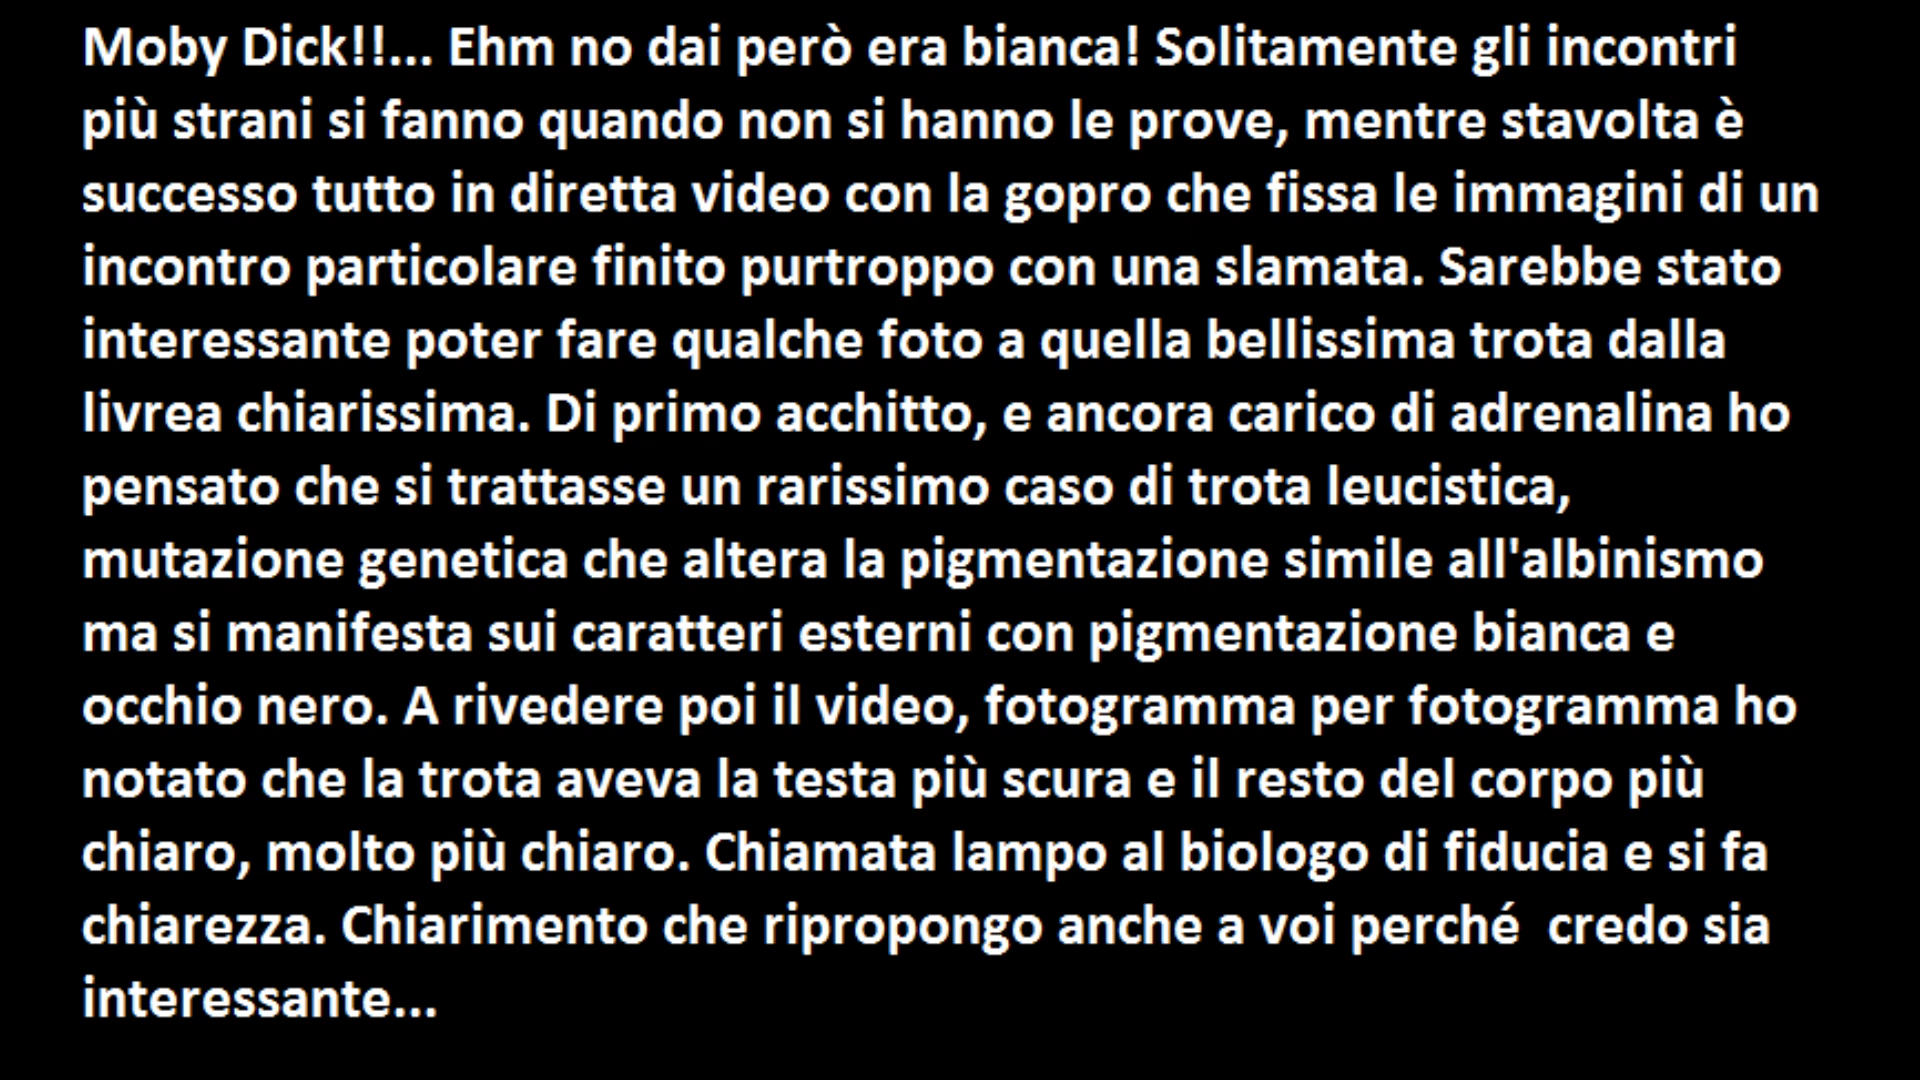 Moby Dick!!... Ehm no dai però era bianca! Solitamente gli incontri
più strani si fanno quando non si hanno le prove, mentre stavolta è
successo tutto in diretta video con la gopro che fissa le immagini di un
incontro particolare finito purtroppo con una slamata. Sarebbe stato
interessante poter fare qualche foto a quella bellissima trota dalla
livrea chiarissima. Di primo acchitto, e ancora carico di adrenalina ho
pensato che si trattasse un rarissimo caso di trota leucistica,
mutazione genetica che altera la pigmentazione simile all'albinismo
ma si manifesta sui caratteri esterni con pigmentazione bianca e
occhio nero. A rivedere poi il video, fotogramma per fotogramma ho
notato che la trota aveva la testa più scura e il resto del corpo più
chiaro, molto più chiaro. Chiamata lampo al biologo di fiducia e si fa
chiarezza. Chiarimento che ripropongo anche a voi perché  credo sia
interessante...